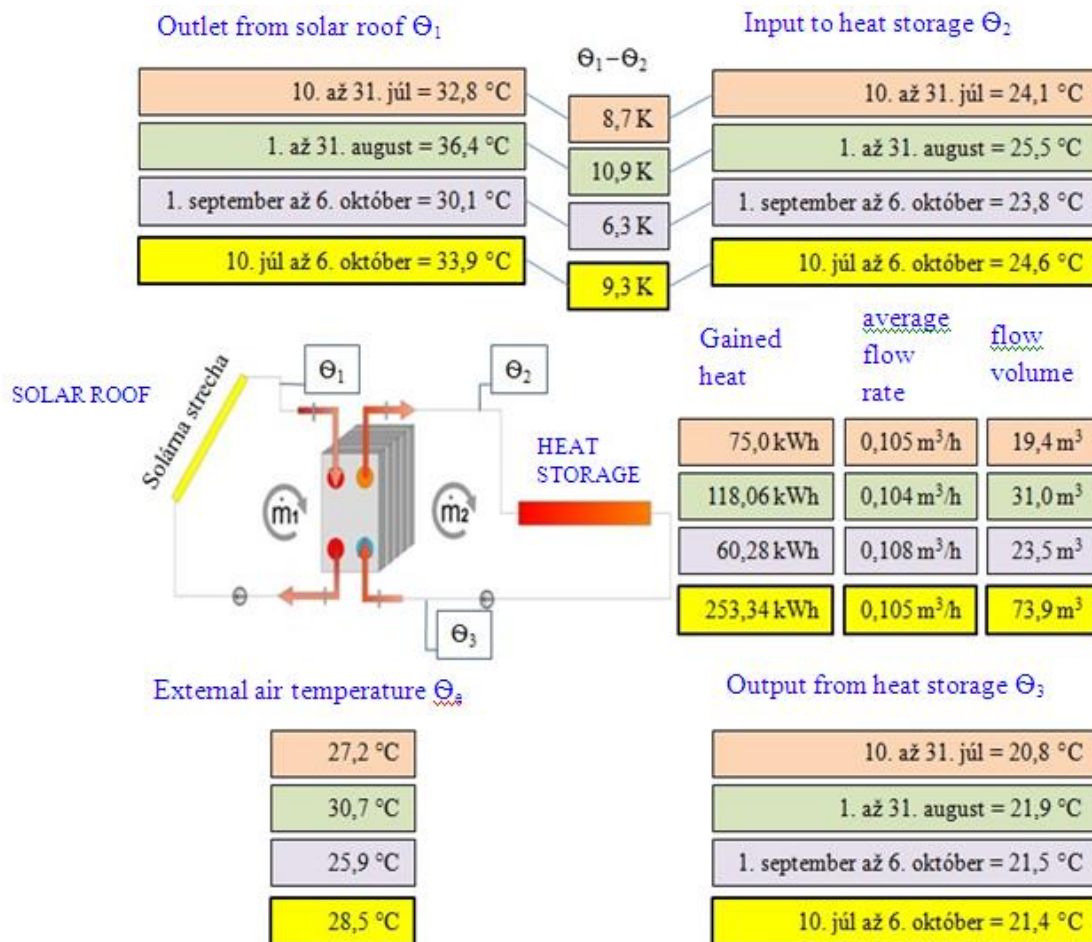 Outlet from solar roof Θ₁
Input to heat storage Θ₂
Θ₁–Θ₂
10. až 31. júl = 32,8 °C
8,7 K
10. až 31. júl = 24,1 °C
1. až 31. august = 36,4 °C
10,9 K
1. až 31. august = 25,5 °C
1. september až 6. október = 30,1 °C
6,3 K
1. september až 6. október = 23,8 °C
10. júl až 6. október = 33,9 °C
9,3 K
10. júl až 6. október = 24,6 °C
SOLAR ROOF
Solárna strecha
Θ₁
Θ₂
ṁ₁
ṁ₂
HEAT
STORAGE
Θ₃
Gained
heat
average
flow
rate
flow
volume
75,0 kWh
0,105 m³/h
19,4 m³
118,06 kWh
0,104 m³/h
31,0 m³
60,28 kWh
0,108 m³/h
23,5 m³
253,34 kWh
0,105 m³/h
73,9 m³
External air temperature Θₐ
Output from heat storage Θ₃
27,2 °C
10. až 31. júl = 20,8 °C
30,7 °C
1. až 31. august = 21,9 °C
25,9 °C
1. september až 6. október = 21,5 °C
28,5 °C
10. júl až 6. október = 21,4 °C